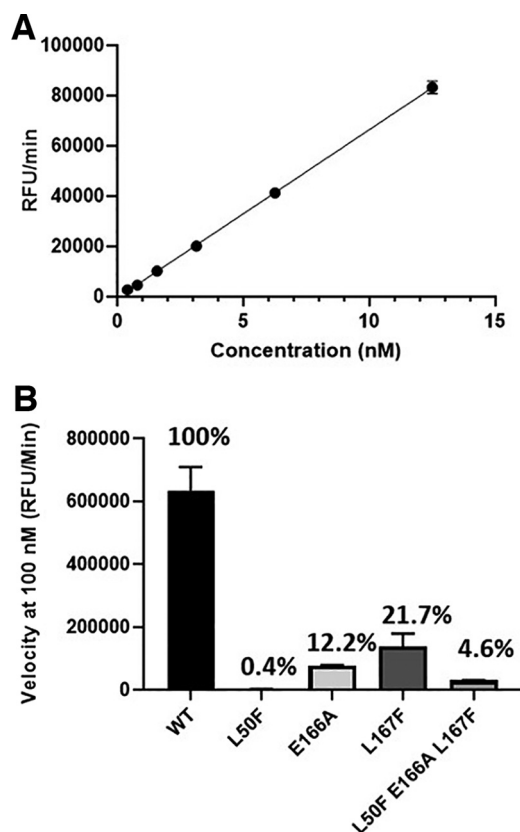 A
100000
80000
60000
40000
20000
0
RFU/min
0 5 10 15
Concentration (nM)
B
800000
600000
400000
200000
0
Velocity at 100 nM (RFU/Min)
100%
0.4%
12.2%
21.7%
4.6%
WT
L50F
E166A
L167F
L50F E166A L167F